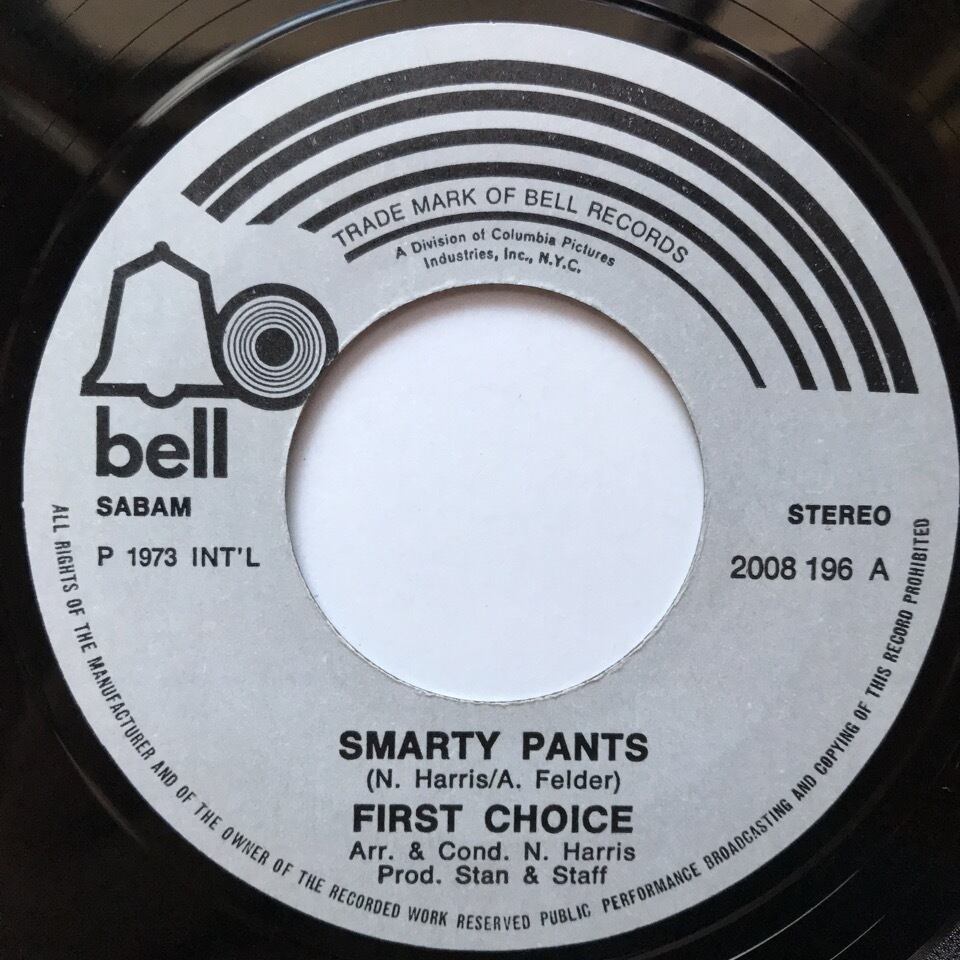 TRADE MARK OF BELL RECORDS
A Division of Columbia Pictures
Industries, Inc., N.Y.C.
bell
SABAM
P 1973 INT'L
STEREO
2008 196 A
SMARTY PANTS
(N. Harris/A. Felder)
FIRST CHOICE
Arr. & Cond. N. Harris
Prod. Stan & Staff
ALL RIGHTS OF THE MANUFACTURER AND OF THE OWNER OF THE RECORDED WORK RESERVED PUBLIC PERFORMANCE BROADCASTING AND COPYING OF THIS RECORD PROHIBITED